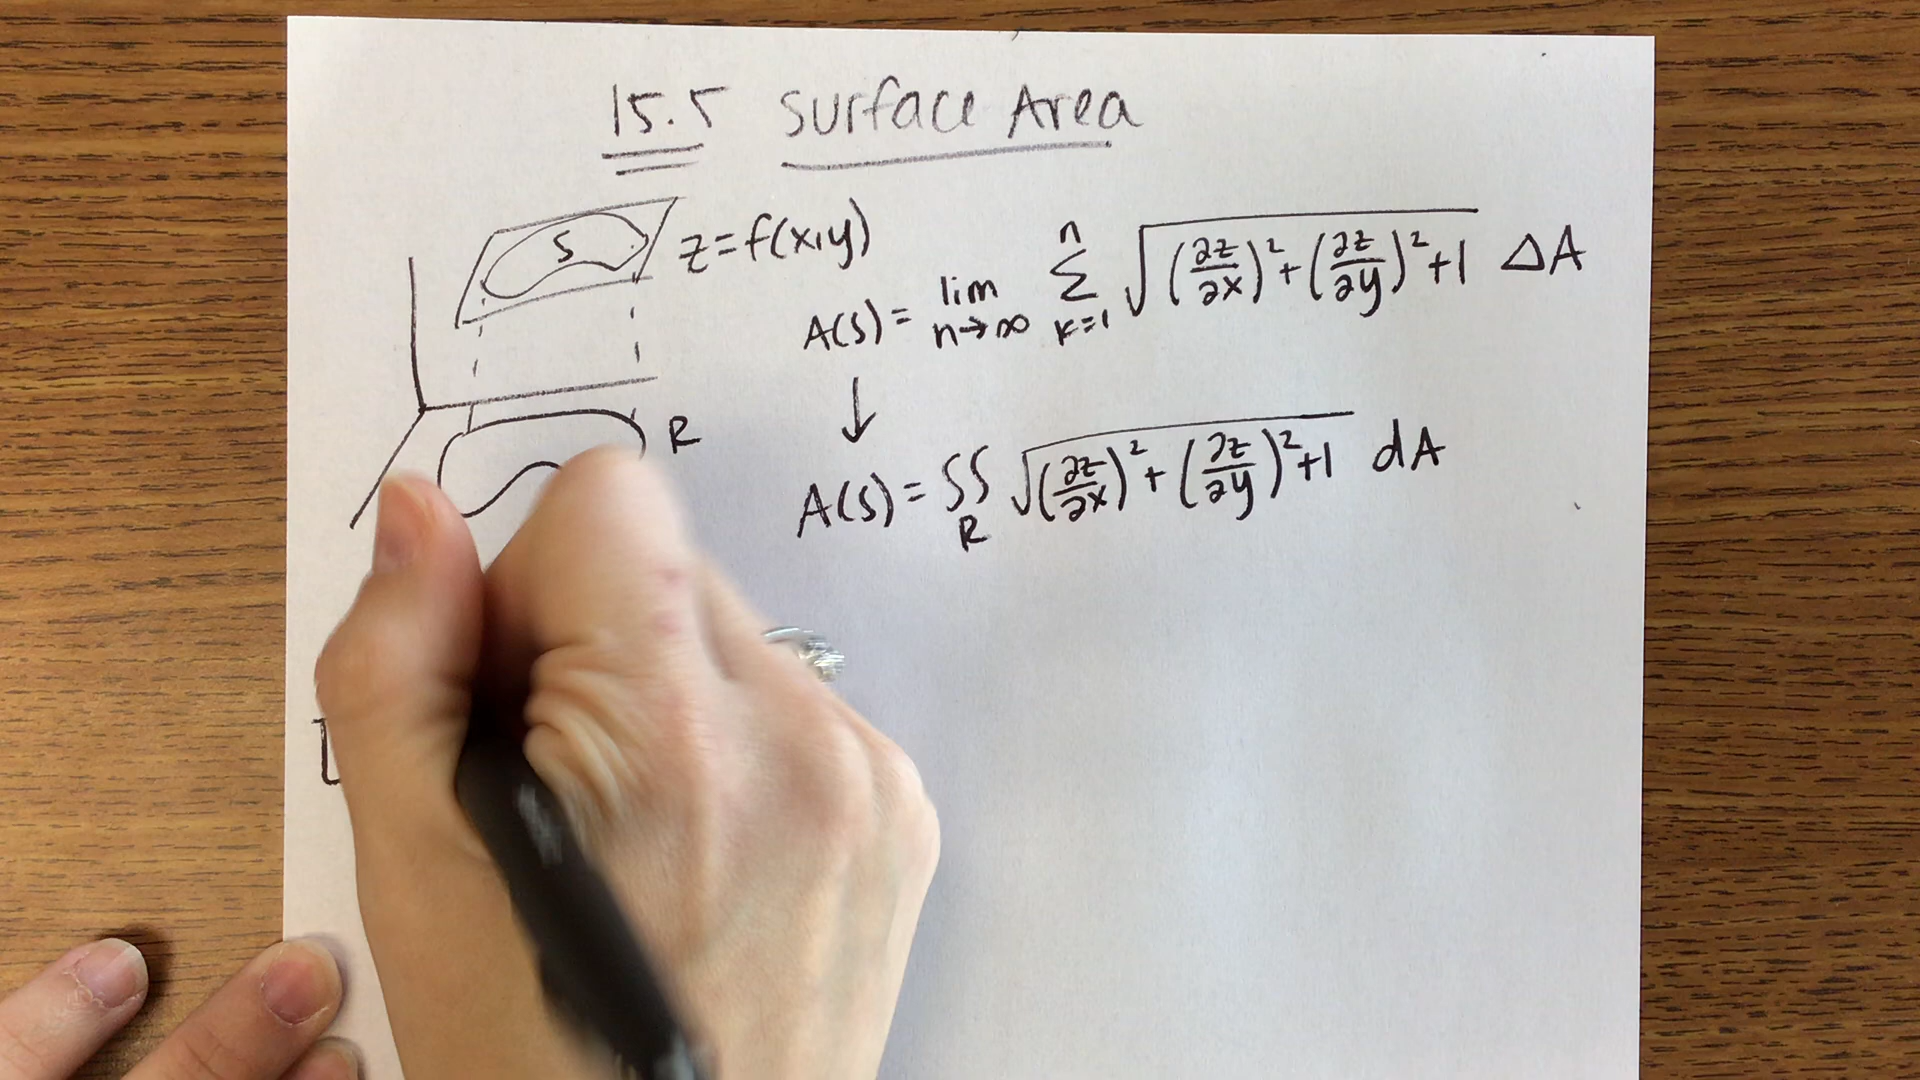 15.5 Surface Area
S
z=f(x,y)
A(S) = lim n→∞ n Σ k=1 √((∂z/∂x)²+(∂z/∂y)²+1) ΔA
↓
R
A(S) = ∫∫ R √((∂z/∂x)²+(∂z/∂y)²+1) dA